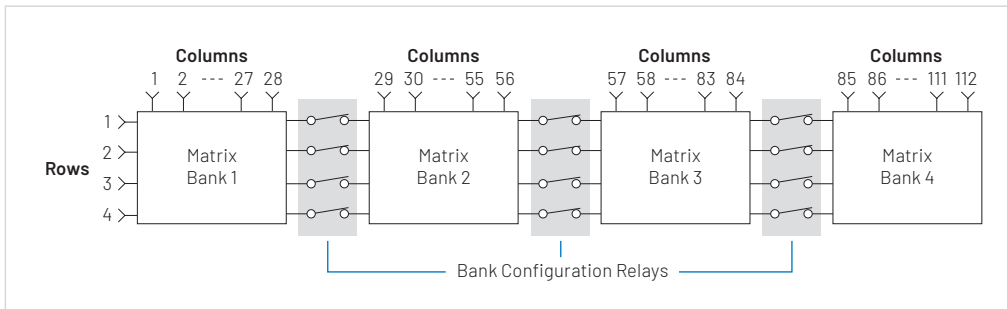 Columns Columns Columns Columns
1 2 --- 27 28 29 30 --- 55 56 57 58 --- 83 84 85 86 --- 111 112
Rows
1
2
3
4
Matrix
Bank 1
Matrix
Bank 2
Matrix
Bank 3
Matrix
Bank 4
Bank Configuration Relays